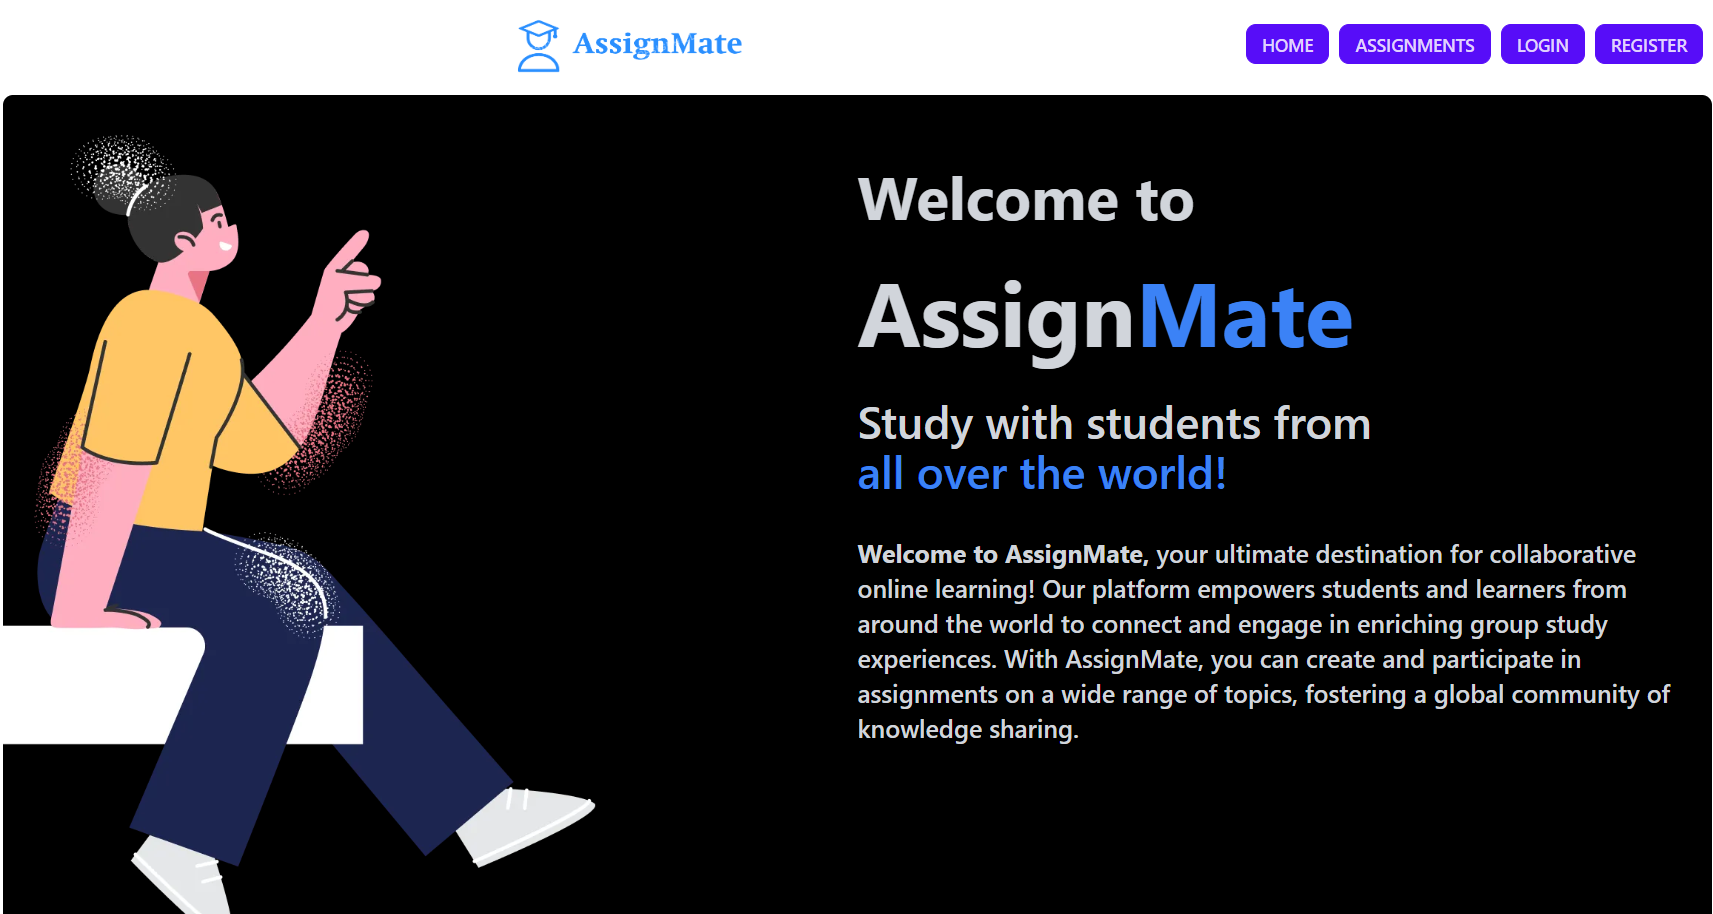 AssignMate
HOME
ASSIGNMENTS
LOGIN
REGISTER
Welcome to
AssignMate
Study with students from
all over the world!
Welcome to AssignMate, your ultimate destination for collaborative
online learning! Our platform empowers students and learners from
around the world to connect and engage in enriching group study
experiences. With AssignMate, you can create and participate in
assignments on a wide range of topics, fostering a global community of
knowledge sharing.